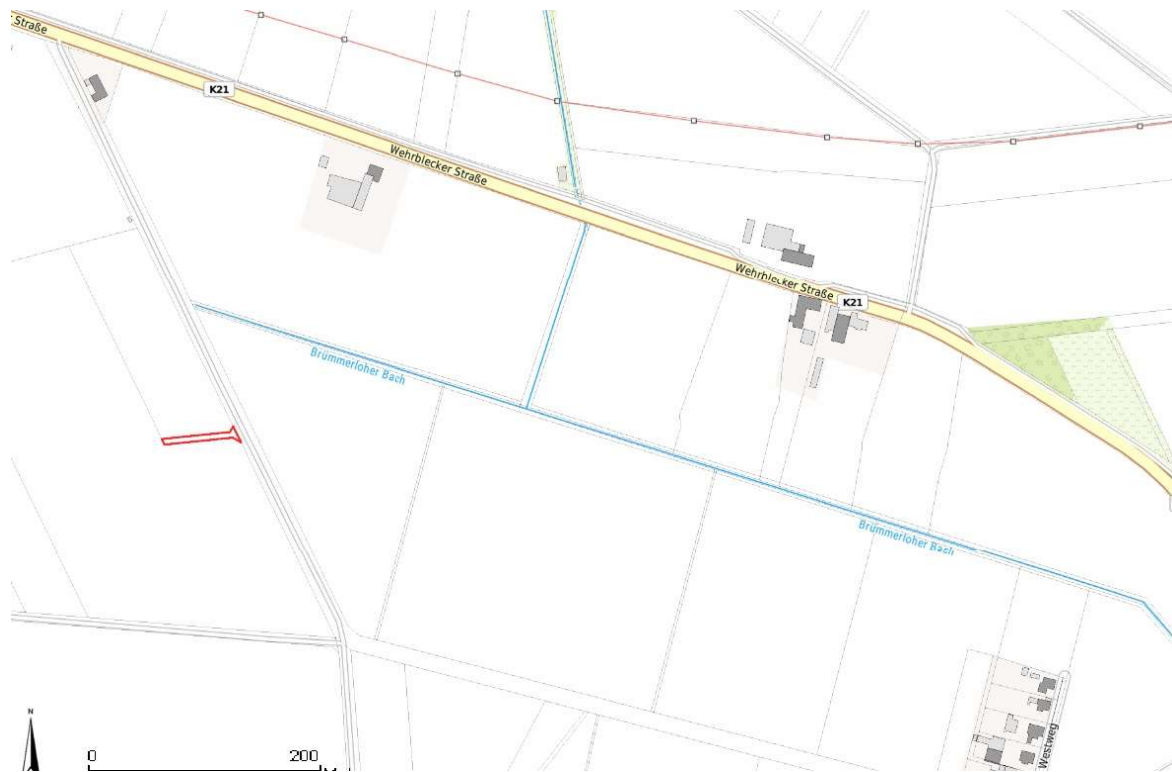 Straße
K21
Wehrblecker Straße
Wehrblecker Straße
K21
Brümmerloher Bach
Brümmerloher Bach
Westweg
N
0 200